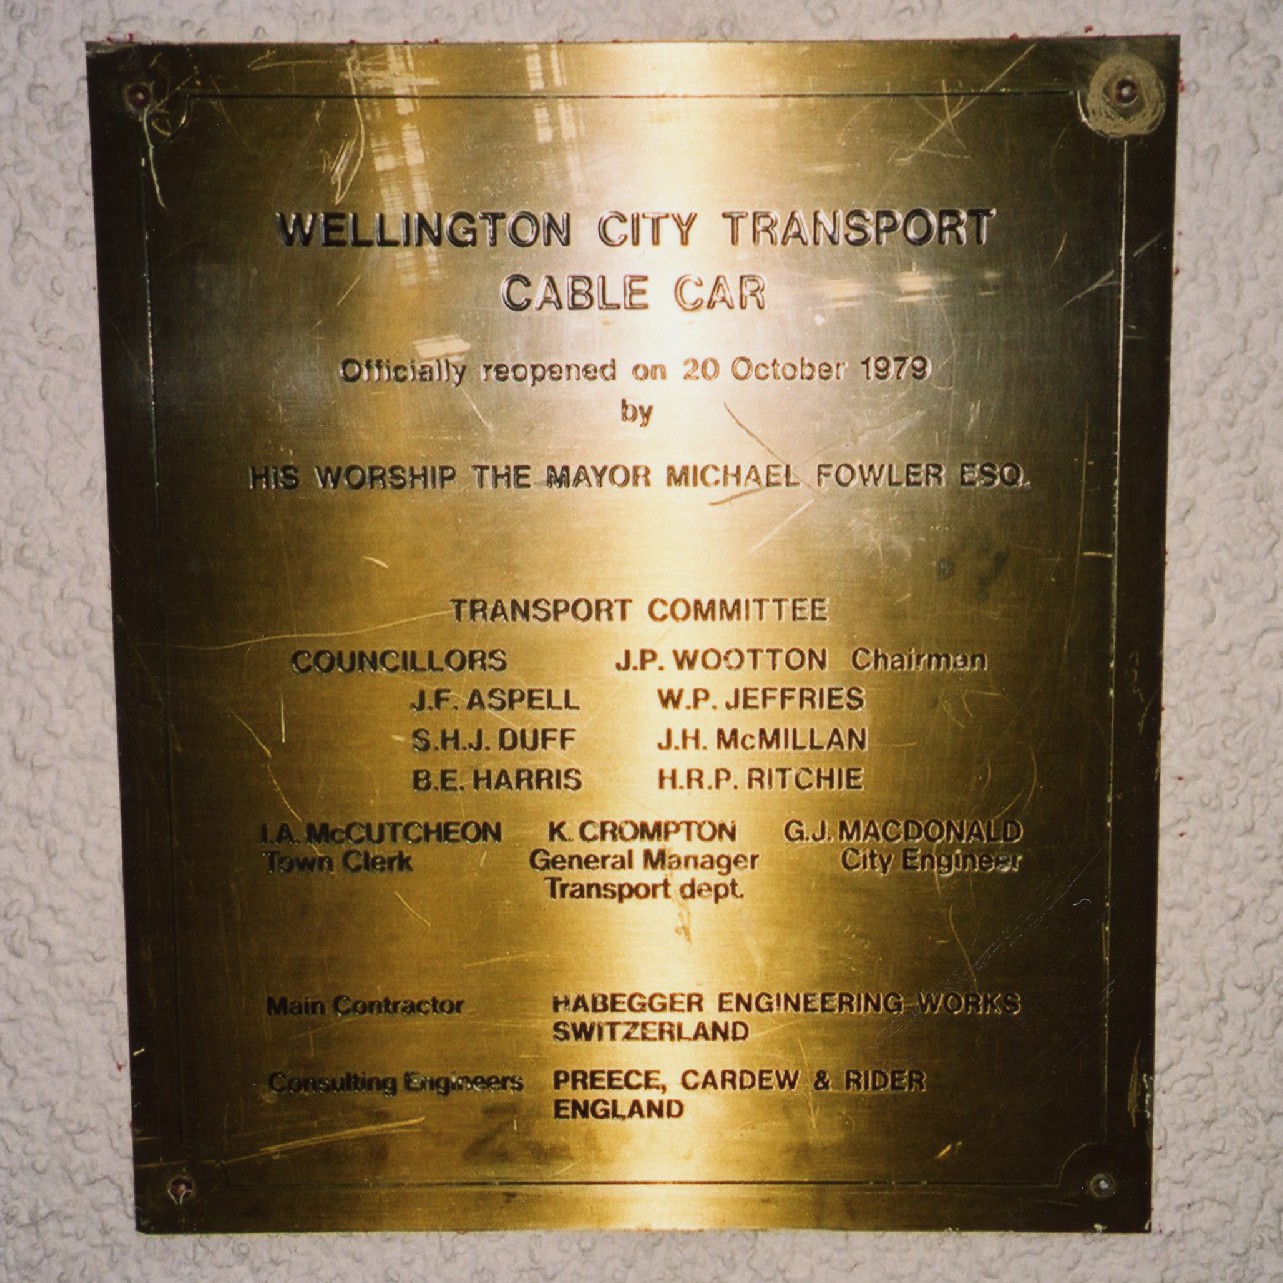 WELLINGTON CITY TRANSPORT
CABLE CAR
Officially reopened on 20 October 1979
by
HIS WORSHIP THE MAYOR MICHAEL FOWLER ESQ.
TRANSPORT COMMITTEE
COUNCILLORS J.P. WOOTTON Chairman
J.F. ASPELL W.P. JEFFRIES
S.H.J. DUFF J.H. McMILLAN
B.E. HARRIS H.R.P. RITCHIE
I.A. McCUTCHEON K. CROMPTON G.J. MACDONALD
Town Clerk General Manager City Engineer
Transport dept.
Main Contractor HABEGGER ENGINEERING WORKS
SWITZERLAND
Consulting Engineers PREECE, CARDEW & RIDER
ENGLAND